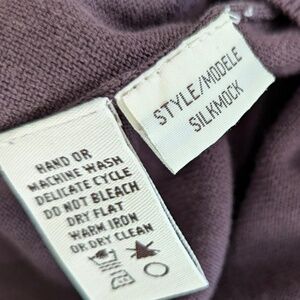 STYLE/MODELE
SILKMOCK
HAND OR
MACHINE WASH
DELICATE CYCLE
DO NOT BLEACH
DRY FLAT
WARM IRON
OR DRY CLEAN